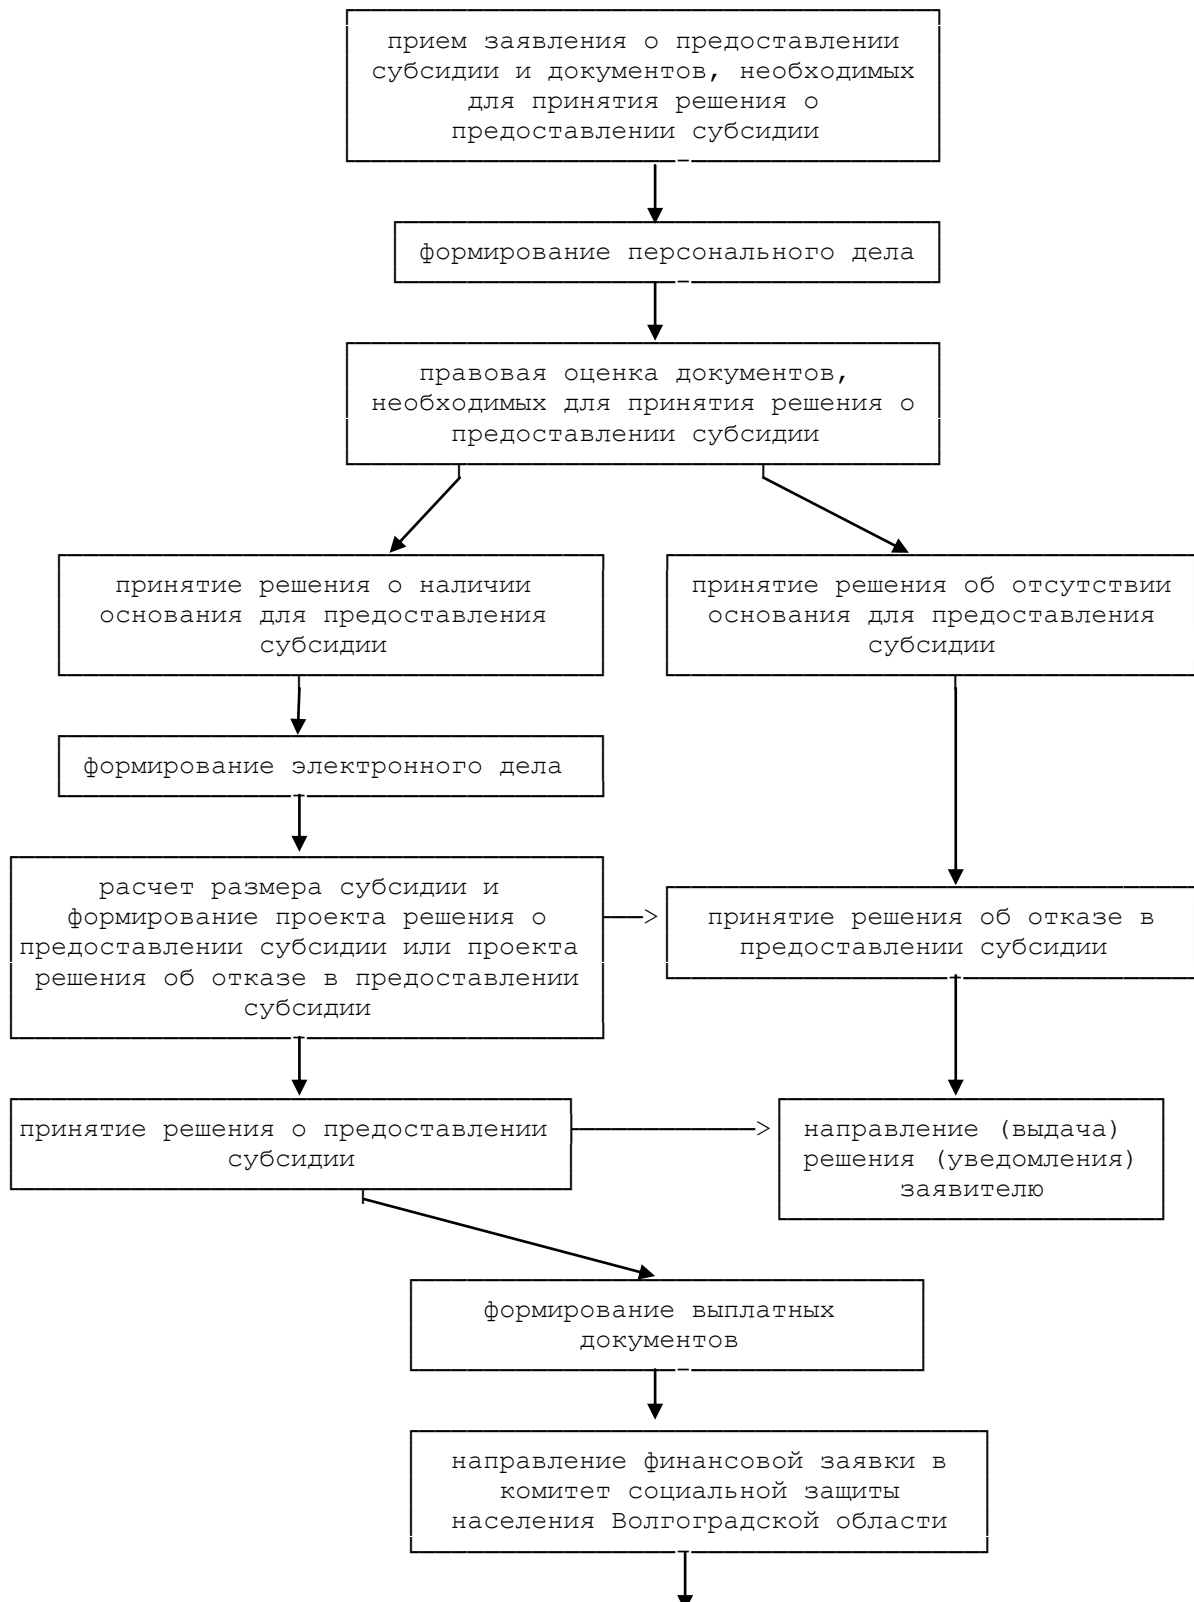 прием заявления о предоставлении
субсидии и документов, необходимых
для принятия решения о
предоставлении субсидии
формирование персонального дела
правовая оценка документов,
необходимых для принятия решения о
предоставлении субсидии
принятие решения о наличии
основания для предоставления
субсидии
принятие решения об отсутствии
основания для предоставления
субсидии
формирование электронного дела
расчет размера субсидии и
формирование проекта решения о
предоставлении субсидии или проекта
решения об отказе в предоставлении
субсидии
принятие решения об отказе в
предоставлении субсидии
принятие решения о предоставлении
субсидии
направление (выдача)
решения (уведомления)
заявителю
формирование выплатных
документов
направление финансовой заявки в
комитет социальной защиты
населения Волгоградской области